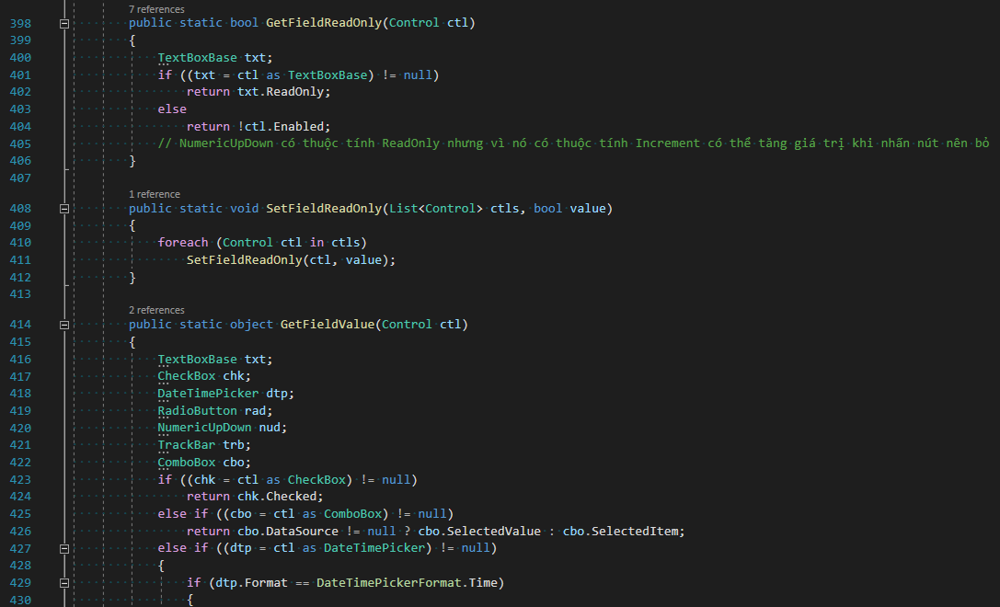 7 references
398 public static bool GetFieldReadOnly(Control ctl)
399 {
400 TextBoxBase txt;
401 if ((txt = ctl as TextBoxBase) != null)
402 return txt.ReadOnly;
403 else
404 return !ctl.Enabled;
405 // NumericUpDown có thuộc tính ReadOnly nhưng vì nó có thuộc tính Increment có thể tăng giá trị khi nhấn nút nên bỏ
406 }
407
1 reference
408 public static void SetFieldReadOnly(List<Control> ctls, bool value)
409 {
410 foreach (Control ctl in ctls)
411 SetFieldReadOnly(ctl, value);
412 }
413
2 references
414 public static object GetFieldValue(Control ctl)
415 {
416 TextBoxBase txt;
417 CheckBox chk;
418 DateTimePicker dtp;
419 RadioButton rad;
420 NumericUpDown nud;
421 TrackBar trb;
422 ComboBox cbo;
423 if ((chk = ctl as CheckBox) != null)
424 return chk.Checked;
425 else if ((cbo = ctl as ComboBox) != null)
426 return cbo.DataSource != null ? cbo.SelectedValue : cbo.SelectedItem;
427 else if ((dtp = ctl as DateTimePicker) != null)
428 {
429 if (dtp.Format == DateTimePickerFormat.Time)
430 {